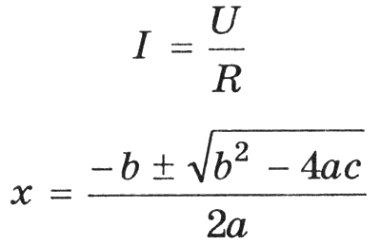 I = U/R
x = (-b ± √(b² - 4ac))/(2a)